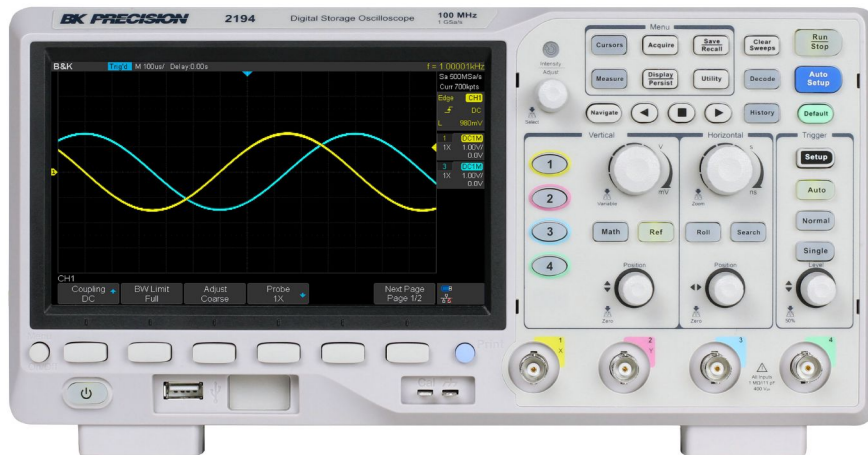 BK PRECISION 2194 Digital Storage Oscilloscope 100 MHz
1 GSa/s
B&K Trig'd M 100us/ Delay:0.00s f = 1.00001kHz
Sa 500MSa/s
Curr 700kpts
Edge CH1
DC
L 980mV
1 DC1M
1X 1.00V/
0.0V
3 DC1M
1X 1.00V/
0.0V
CH1
Coupling
DC
BW Limit
Full
Adjust
Coarse
Probe
1X
Next Page
Page 1/2
Intensity
Adjust
Select
Menu
Cursors
Acquire
Save
Recall
Clear
Sweeps
Run
Stop
Measure
Display
Persist
Utility
Decode
Auto
Setup
Navigate
History
Default
Vertical
Horizontal
Trigger
1
2
3
4
V
mV
Variable
s
ns
Zoom
Setup
Auto
Normal
Single
Math
Ref
Roll
Search
Position
Zero
Position
Zero
Level
50%
Print
Cal
1
X
2
Y
3
4
All Inputs